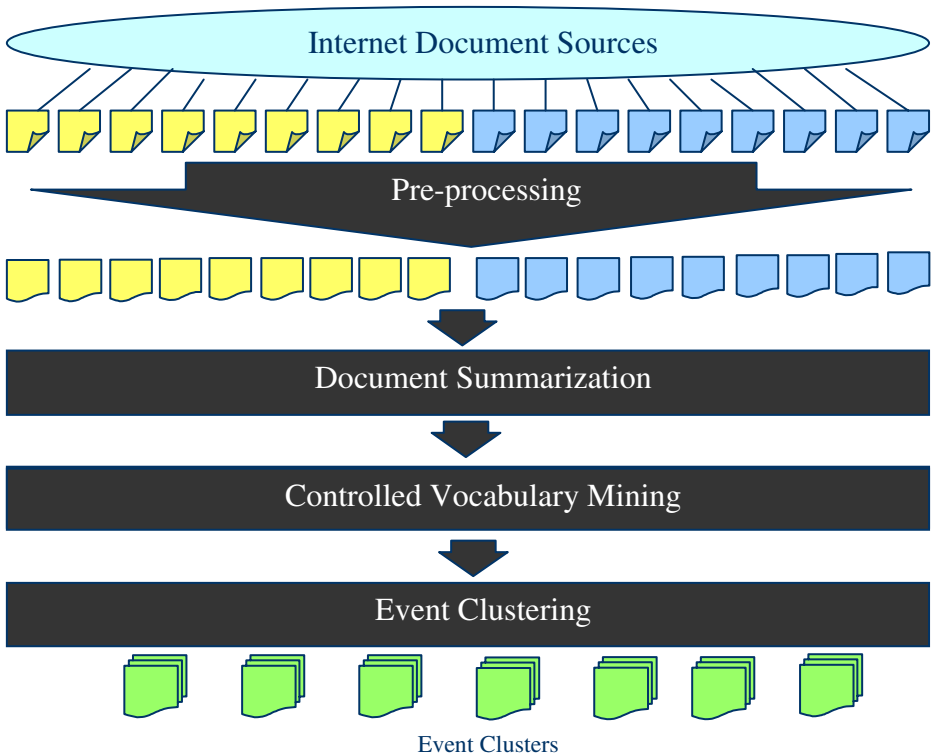 Internet Document Sources
Pre-processing
Document Summarization
Controlled Vocabulary Mining
Event Clustering
Event Clusters